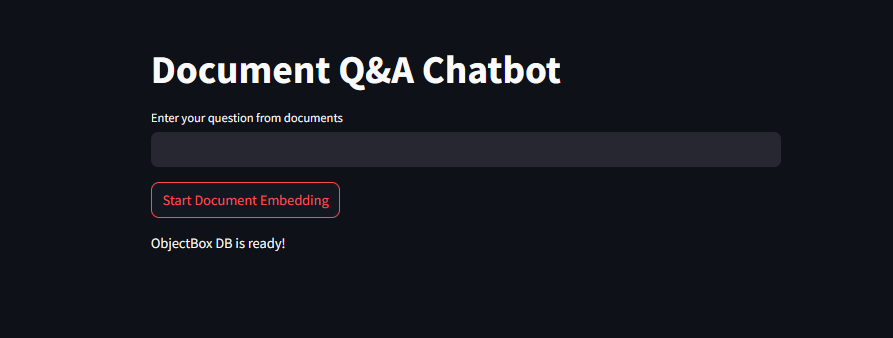 Document Q&A Chatbot
Enter your question from documents
Start Document Embedding
ObjectBox DB is ready!